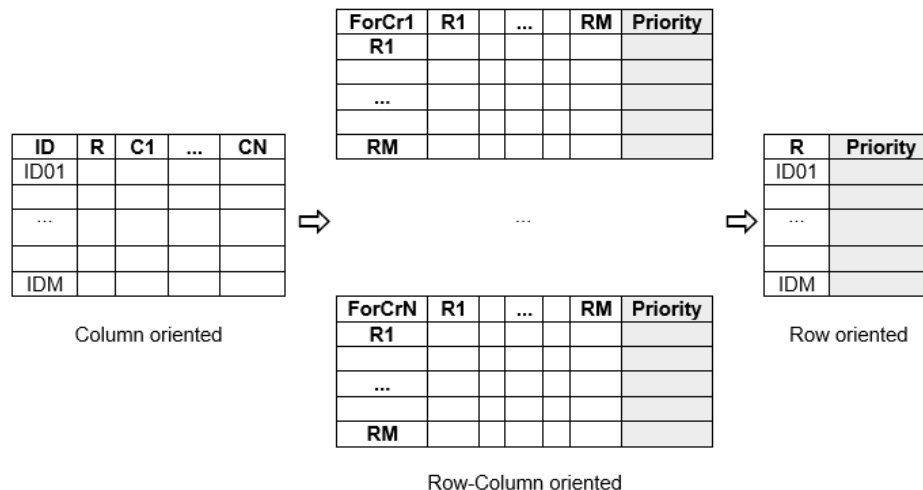 ID R C1 ... CN
ID01
...
IDM
Column oriented
ForCr1 R1 ... RM Priority
R1
...
RM
...
ForCrN R1 ... RM Priority
R1
...
RM
Row-Column oriented
R Priority
ID01
...
IDM
Row oriented